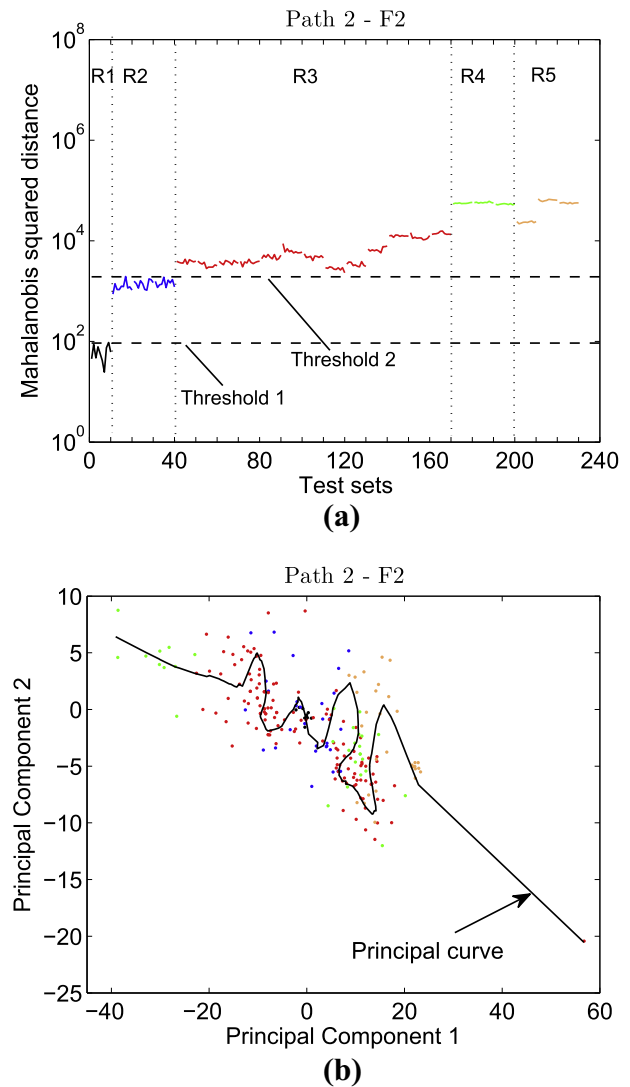 Path 2 - F2
10^8
R1
R2
R3
R4
R5
10^6
10^4
10^2
10^0
Mahalanobis squared distance
Threshold 2
Threshold 1
0 40 80 120 160 200 240
Test sets
(a)
Path 2 - F2
10
5
0
−5
−10
−15
−20
−25
Principal Component 2
Principal curve
−40 −20 0 20 40 60
Principal Component 1
(b)